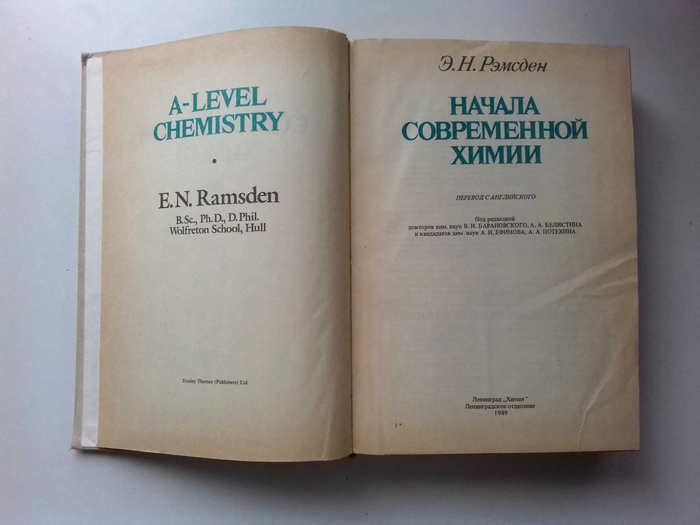 A-LEVEL
CHEMISTRY
•
E.N. Ramsden
B.Sc., Ph.D., D.Phil.
Wolfreton School, Hull
Stanley Thornes (Publishers) Ltd
Э.Н. Рэмсден
НАЧАЛА
СОВРЕМЕННОЙ
ХИМИИ
ПЕРЕВОД С АНГЛИЙСКОГО
Под редакцией
докторов хим. наук В. И. БАРАНОВСКОГО, А. А. БЕЛЮСТИНА
и кандидатов хим. наук А. И. ЕФИМОВА, А. А. ПОТЕХИНА
Ленинград „Химия"
Ленинградское отделение
1989
1*